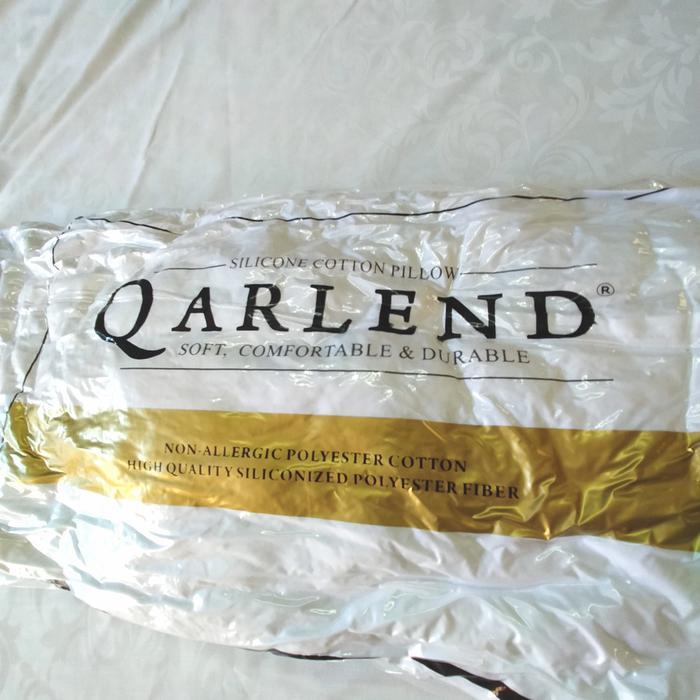 SILICONE COTTON PILLOW
QARLEND®
SOFT, COMFORTABLE & DURABLE
NON-ALLERGIC POLYESTER COTTON
HIGH QUALITY SILICONIZED POLYESTER FIBER